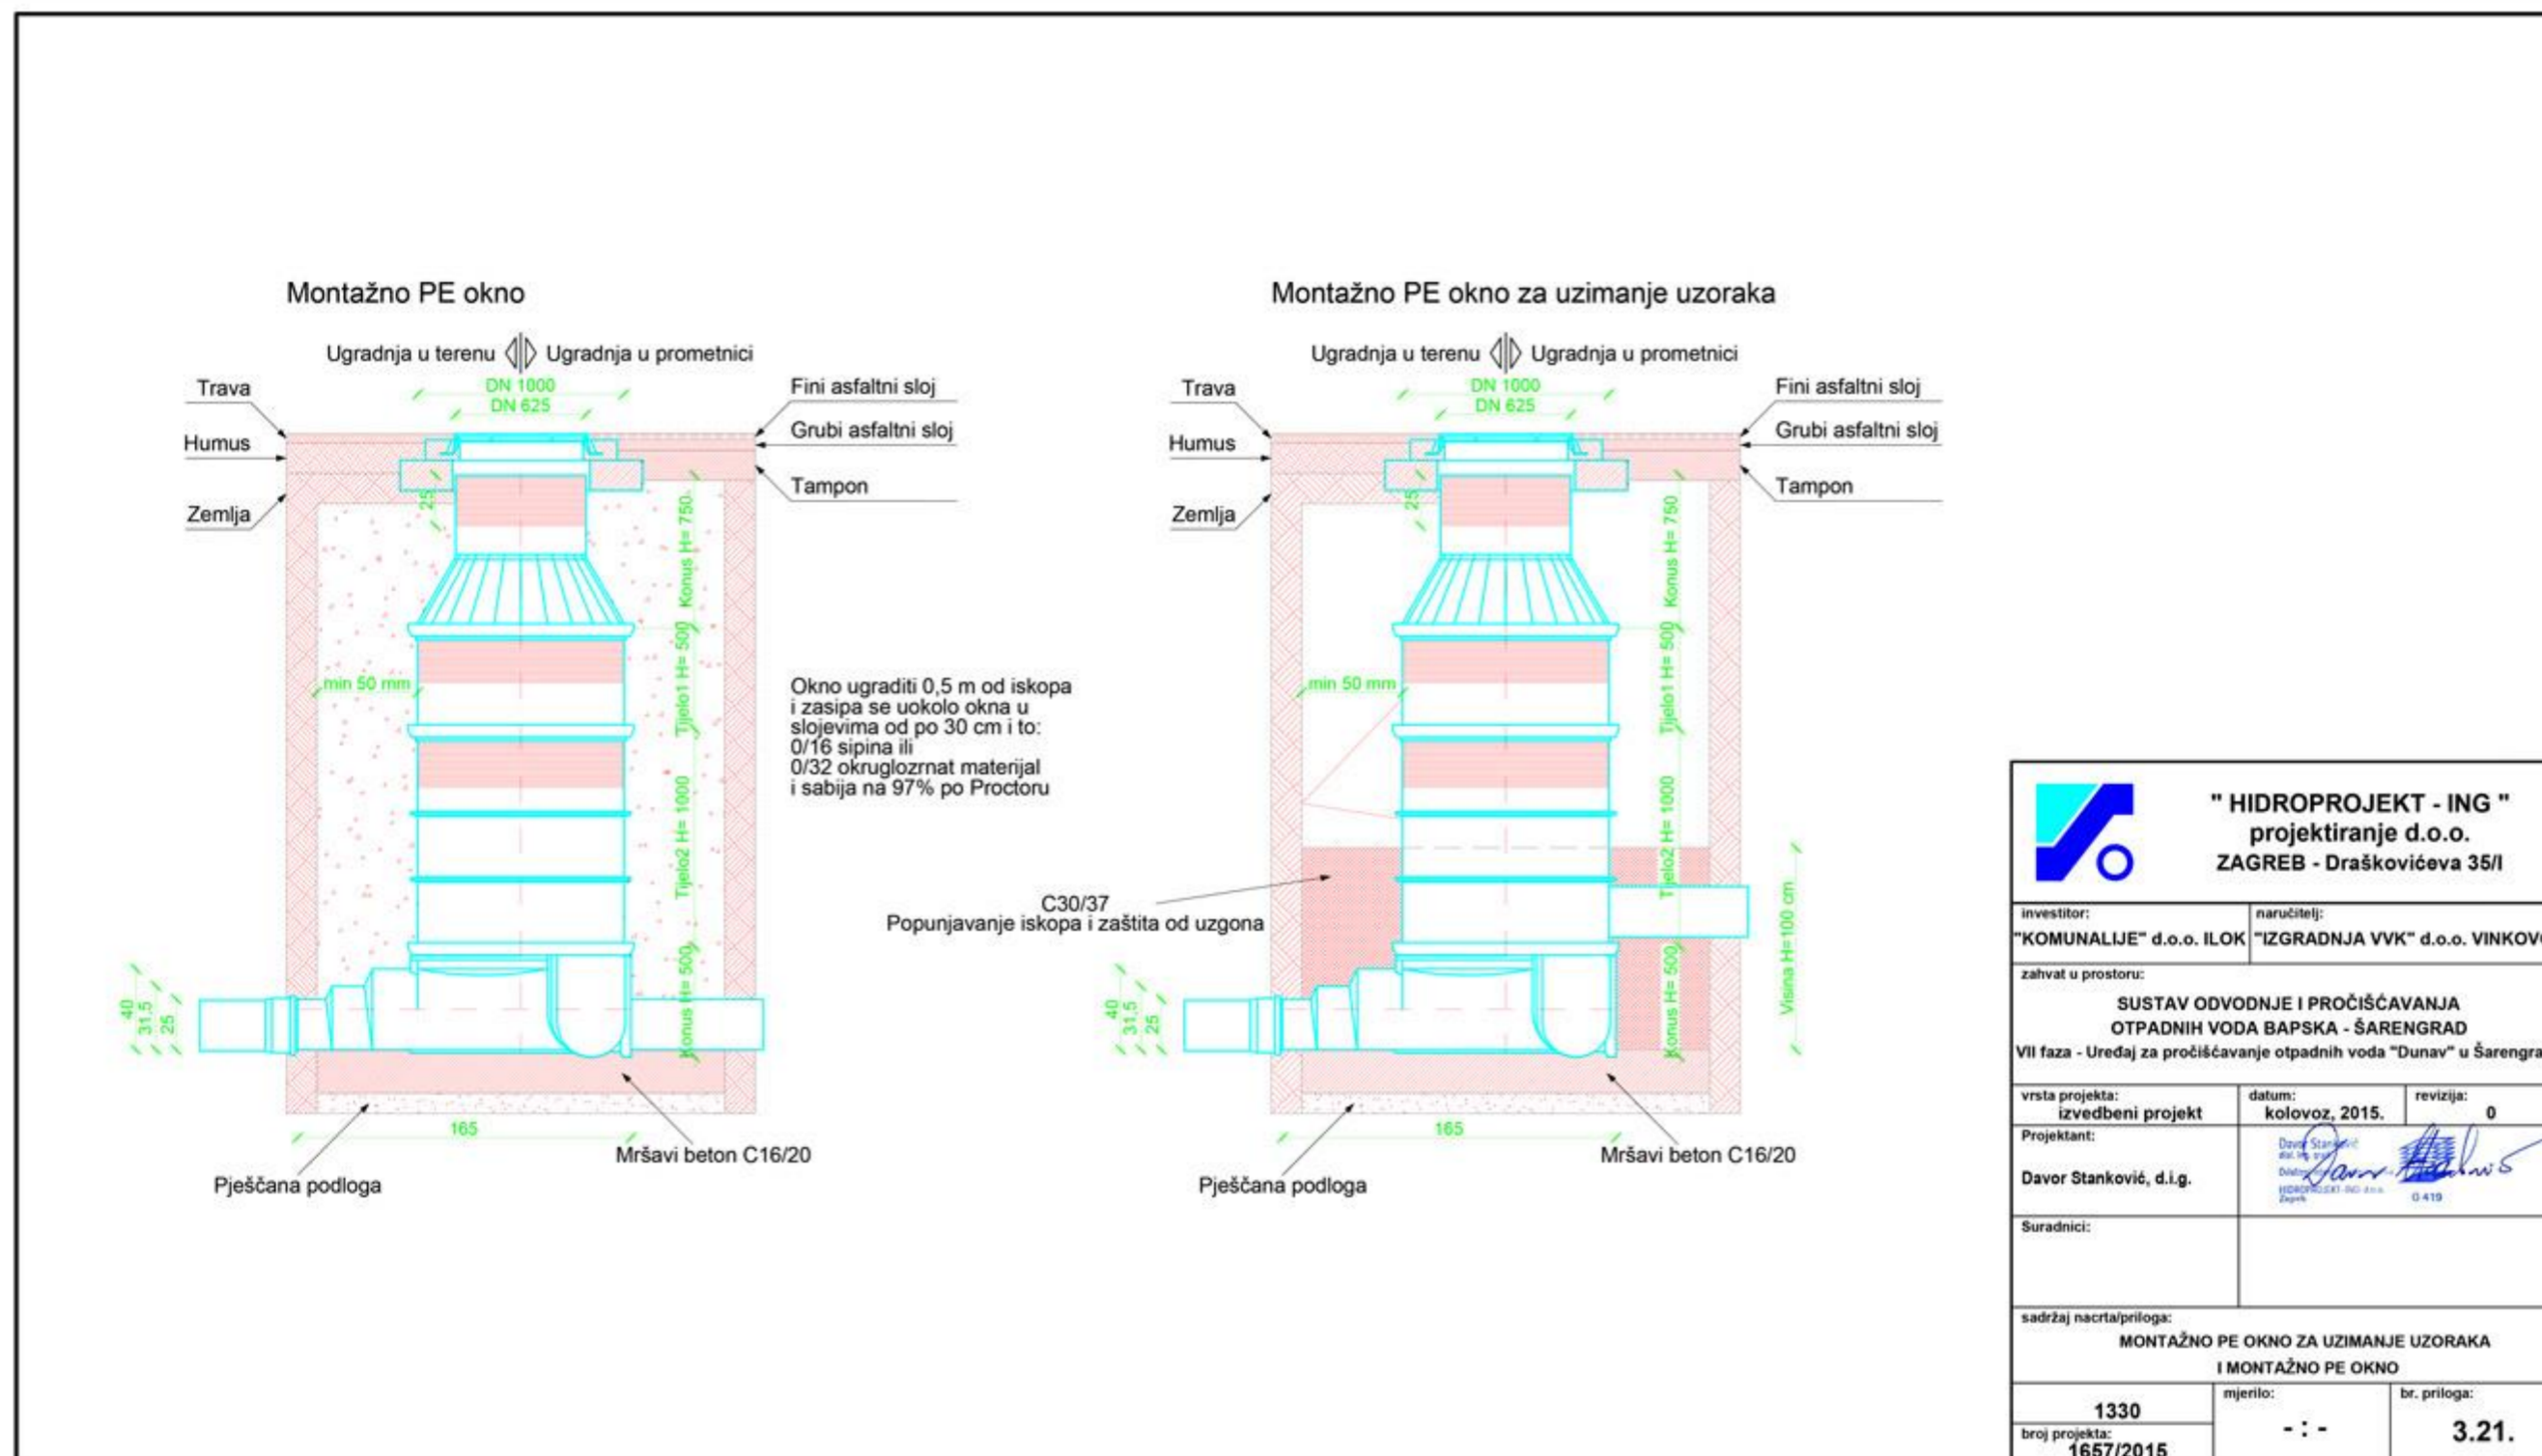 Montažno PE okno
Ugradnja u terenu
Ugradnja u prometnici
DN 1000
DN 625
Trava
Humus
Zemlja
Fini asfaltni sloj
Grubi asfaltni sloj
Tampon
25
Konus H= 750
Tijelo1 H= 500
min 50 mm
Tijelo2 H= 1000
Konus H= 500
40
31,5
25
165
Pješčana podloga
Mršavi beton C16/20
Okno ugraditi 0,5 m od iskopa
i zasipa se uokolo okna u
slojevima od po 30 cm i to:
0/16 sipina ili
0/32 okruglozrnat materijal
i sabija na 97% po Proctoru
Montažno PE okno za uzimanje uzoraka
Ugradnja u terenu
Ugradnja u prometnici
DN 1000
DN 625
Trava
Humus
Zemlja
Fini asfaltni sloj
Grubi asfaltni sloj
Tampon
25
Konus H= 750
Tijelo1 H= 500
min 50 mm
Tijelo2 H= 1000
Konus H= 500
C30/37
Popunjavanje iskopa i zaštita od uzgona
Visina H=100 cm
40
31,5
25
165
Pješčana podloga
Mršavi beton C16/20
" HIDROPROJEKT - ING "
projektiranje d.o.o.
ZAGREB - Draškovićeva 35/I
investitor:
"KOMUNALIJE" d.o.o. ILOK
naručitelj:
"IZGRADNJA VVK" d.o.o.
zahvat u prostoru:
SUSTAV ODVODNJE I PROČIŠĆAVANJA
OTPADNIH VODA BAPSKA - ŠARENGRAD
VII faza - Uređaj za pročišćavanje otpadnih voda "Dunav" u
vrsta projekta:
izvedbeni projekt
datum:
kolovoz, 2015.
revizija:
0
Projektant:
Davor Stanković, d.i.g.
Davor Stanković
HIDROPROJEKT-ING d.o.o.
Zagreb
G 419
Suradnici:
sadržaj nacrta/priloga:
MONTAŽNO PE OKNO ZA UZIMANJE UZORAKA
I MONTAŽNO PE OKNO
1330
broj projekta:
1657/2015
mjerilo:
- : -
br. priloga:
3.21.